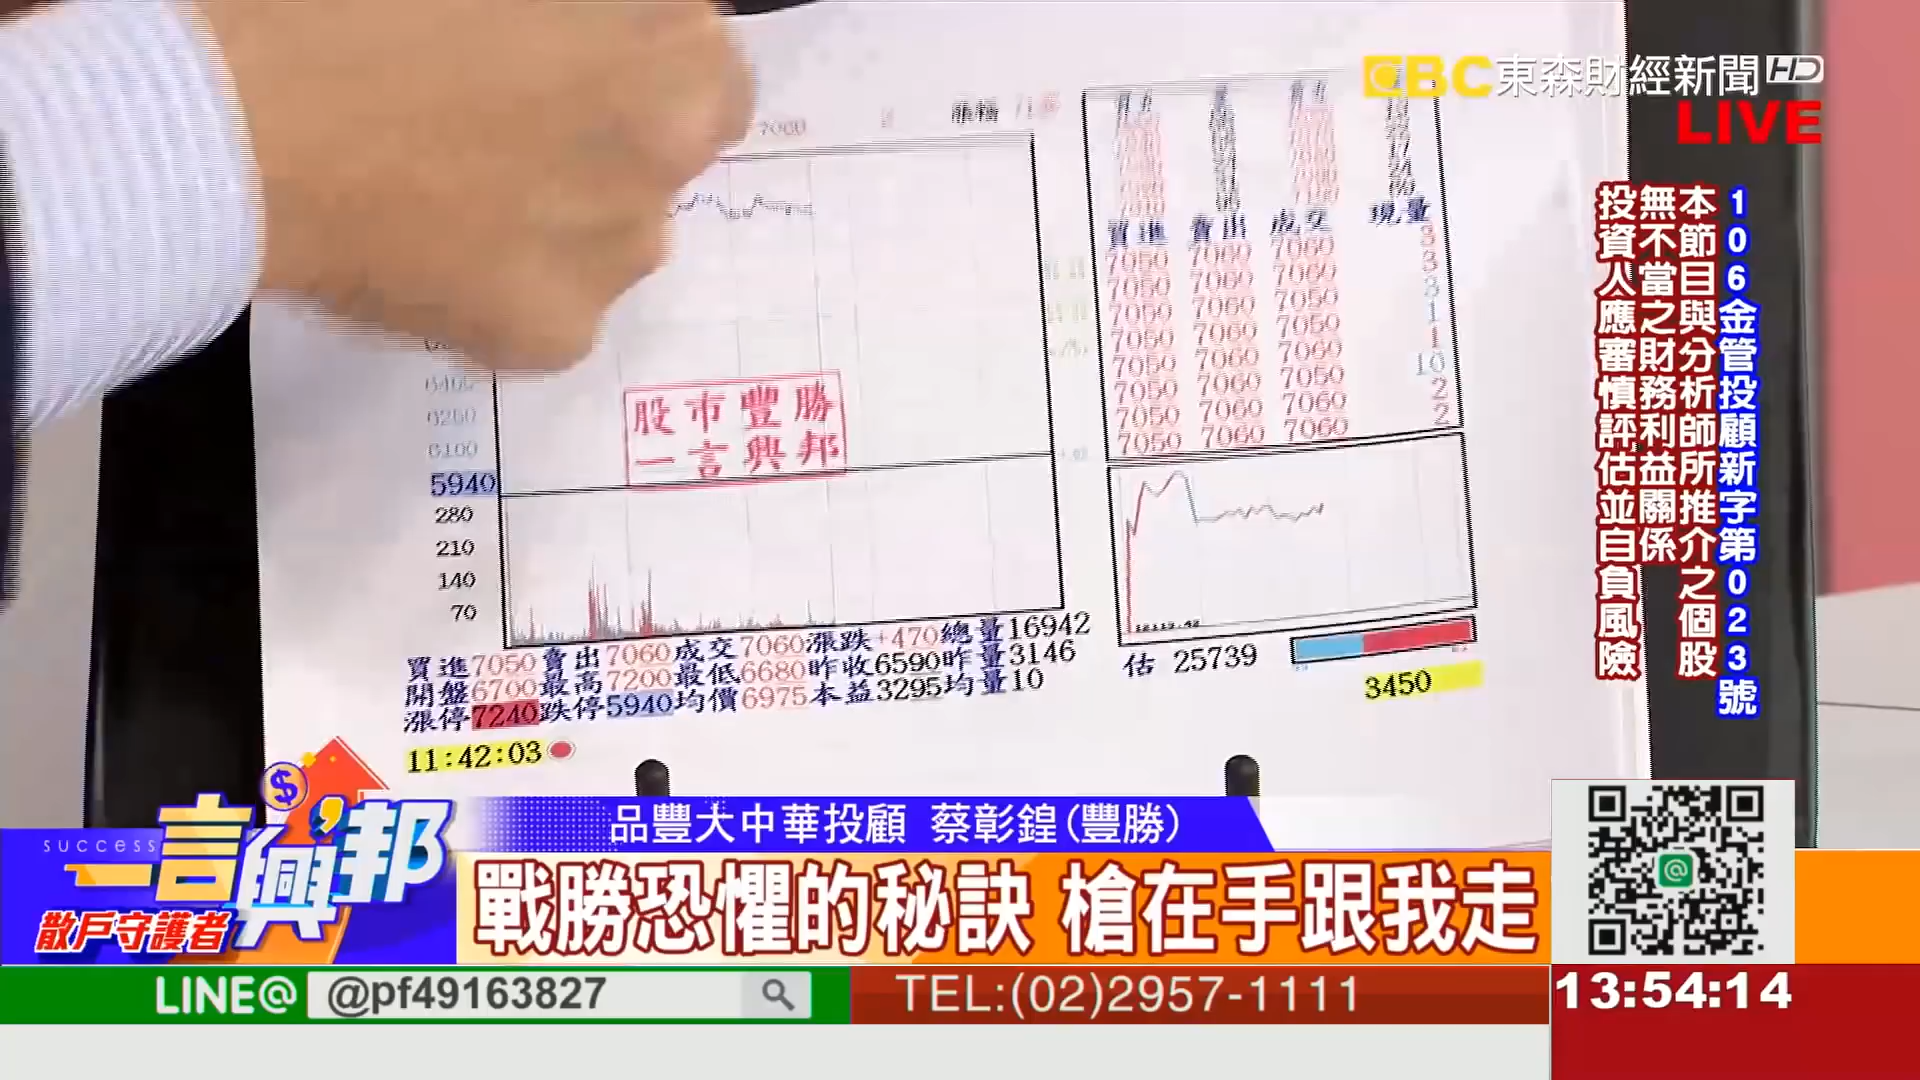 EBC東森財經新聞HD
LIVE
106金管投顧新字第023號
本節目與分析師所推介之個股
無不當之財務利益關係
投資人應審慎評估並自負風險
7060
漲幅
買進 賣出 成交 現量
7050 7060 7060 3
7050 7060 7060 3
7050 7060 7050 3
7050 7060 7050 1
7050 7060 7060 1
7050 7060 7050 10
7050 7060 7060 2
7050 7060 7060 2
6400
6250
6100
5940
280
210
140
70
股市豐勝
一言興邦
買進7050賣出7060成交7060漲跌+470總量16942
開盤6700最高7200最低6680昨收6590昨量3146
漲停7240跌停5940均價6975本益3295均量10
估 25739
3450
11:42:03
success
一言興邦
散戶守護者
品豐大中華投顧 蔡彰鍠(豐勝)
戰勝恐懼的秘訣 槍在手跟我走
LINE@ @pf49163827
TEL:(02)2957-1111
13:54:14